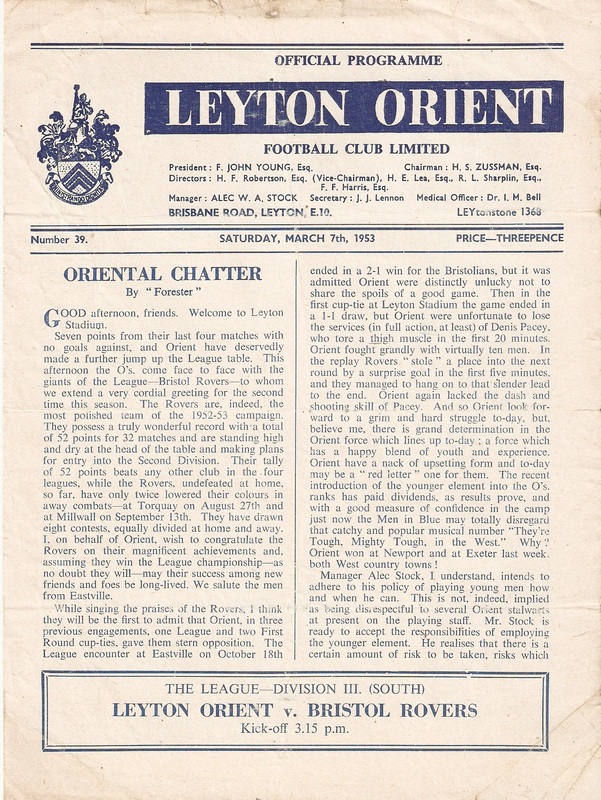 OFFICIAL PROGRAMME
LEYTON ORIENT
FOOTBALL CLUB LIMITED
President : F. JOHN YOUNG, Esq. Chairman : H. S. ZUSSMAN, Esq.
Directors : H. F. Robertson, Esq. (Vice-Chairman), H. E. Lea, Esq., R. L. Sharplin, Esq.,
F. F. Harris, Esq.
Manager : ALEC W. A. STOCK Secretary : J. J. Lennon Medical Officer : Dr. I. M. Bell
BRISBANE ROAD, LEYTON, E.10. LEYtonstone 1368
Number 39. SATURDAY, MARCH 7th, 1953 PRICE—THREEPENCE
ORIENTAL CHATTER
By " Forester "
GOOD afternoon, friends. Welcome to Leyton
Stadium.
Seven points from their last four matches with
no goals against, and Orient have deservedly
made a further jump up the League table. This
afternoon the O's. come face to face with the
giants of the League—Bristol Rovers—to whom
we extend a very cordial greeting for the second
time this season. The Rovers are, indeed, the
most polished team of the 1952-53 campaign.
They possess a truly wonderful record with a total
of 52 points for 32 matches and are standing high
and dry at the head of the table and making plans
for entry into the Second Division. Their tally
of 52 points beats any other club in the four
leagues, while the Rovers, undefeated at home,
so far, have only twice lowered their colours in
away combats—at Torquay on August 27th and
at Millwall on September 13th. They have drawn
eight contests, equally divided at home and away.
I, on behalf of Orient, wish to congratulate the
Rovers on their magnificent achievements and,
assuming they win the League championship—as
no doubt they will—may their success among new
friends and foes be long-lived. We salute the men
from Eastville.
While singing the praises of the Rovers, I think
they will be the first to admit that Orient, in three
previous engagements, one League and two First
Round cup-ties, gave them stern opposition. The
League encounter at Eastville on October 18th
ended in a 2-1 win for the Bristolians, but it was
admitted Orient were distinctly unlucky not to
share the spoils of a good game. Then in the
first cup-tie at Leyton Stadium the game ended in
a 1-1 draw, but Orient were unfortunate to lose
the services (in full action, at least) of Denis Pacey,
who tore a thigh muscle in the first 20 minutes.
Orient fought grandly with virtually ten men. In
the replay Rovers " stole " a place into the next
round by a surprise goal in the first five minutes,
and they managed to hang on to that slender lead
to the end. Orient again lacked the dash and
shooting skill of Pacey. And so Orient look for-
ward to a grim and hard struggle to-day, but,
believe me, there is grand determination in the
Orient force which lines up to-day ; a force which
has a happy blend of youth and experience.
Orient have a nack of upsetting form and to-day
may be a " red letter " one for them. The recent
introduction of the younger element into the O's.
ranks has paid dividends, as results prove, and
with a good measure of confidence in the camp
just now the Men in Blue may totally disregard
that catchy and popular musical number "They're
Tough, Mighty Tough, in the West." Why ?
Orient won at Newport and at Exeter last week.
both West country towns !
Manager Alec Stock, I understand, intends to
adhere to his policy of playing young men how
and when he can. This is not, indeed, implied
as being disrespectful to several Orient stalwarts
at present on the playing staff. Mr. Stock is
ready to accept the responsibilities of employing
the younger element. He realises that there is a
certain amount of risk to be taken, risks which
THE LEAGUE—DIVISION III. (SOUTH)
LEYTON ORIENT v. BRISTOL ROVERS
Kick-off 3.15 p.m.